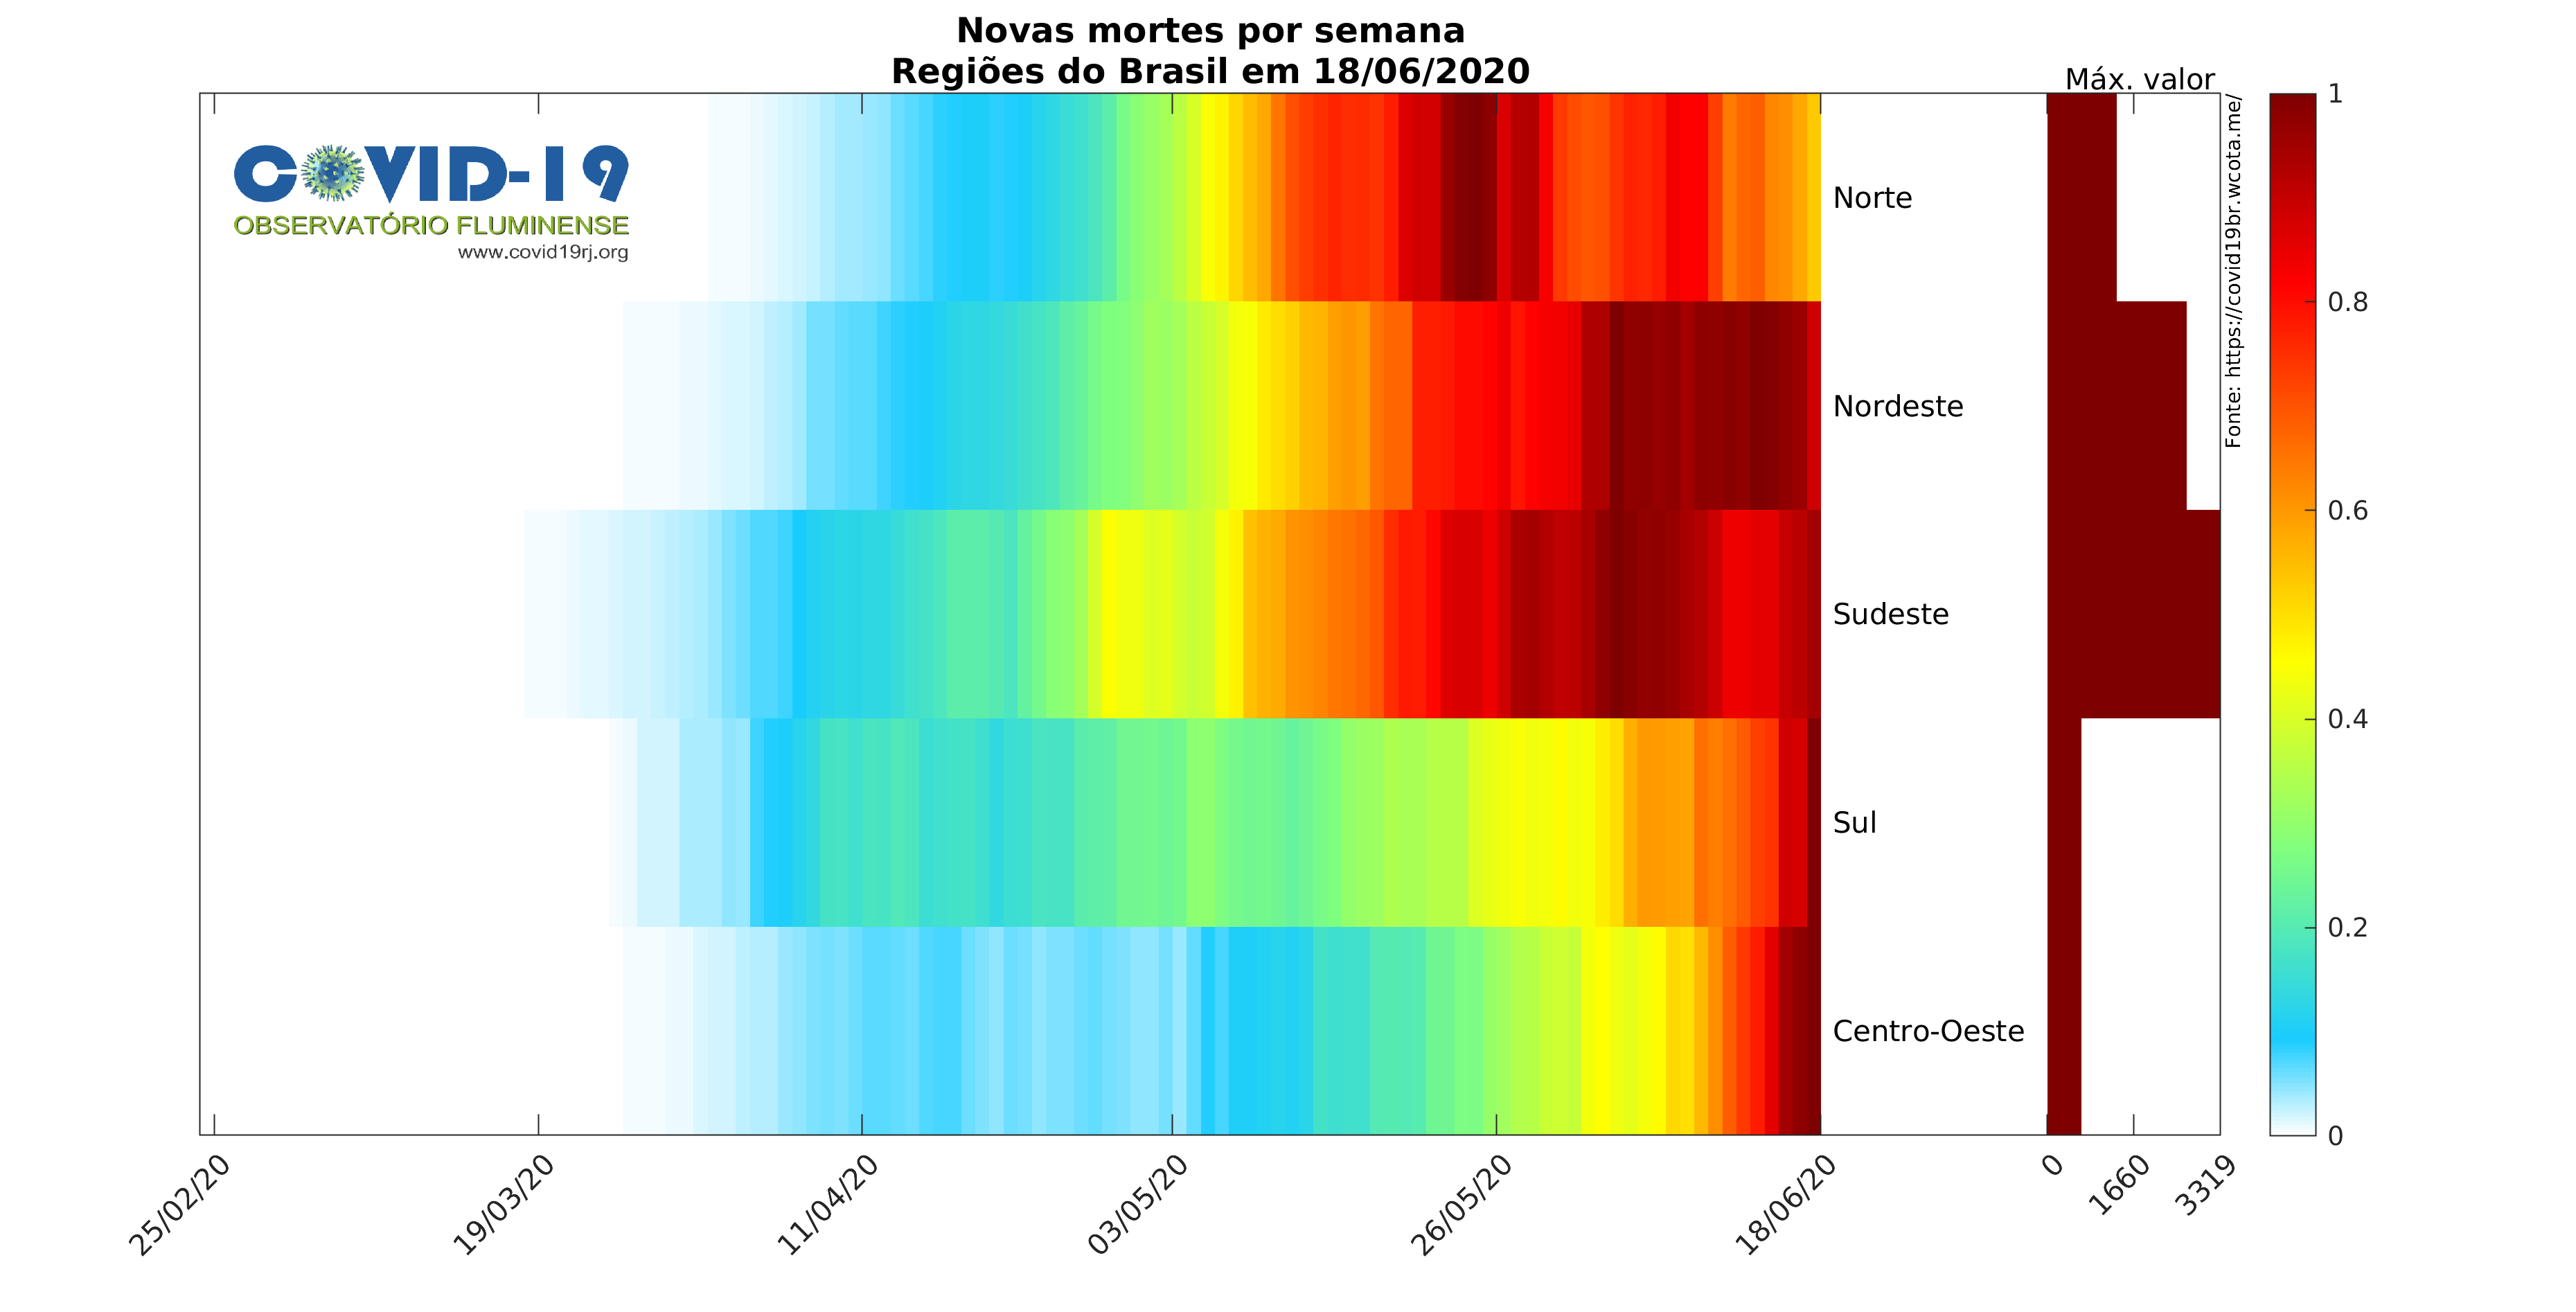 Novas mortes por semana
Regiões do Brasil em 18/06/2020
Máx. valor
COVID-19
OBSERVATÓRIO FLUMINENSE
www.covid19rj.org
Norte
Nordeste
Sudeste
Sul
Centro-Oeste
Fonte: https://covid19br.wcota.me/
1
0.8
0.6
0.4
0.2
0
25/02/20
19/03/20
11/04/20
03/05/20
26/05/20
18/06/20
0
1660
3319